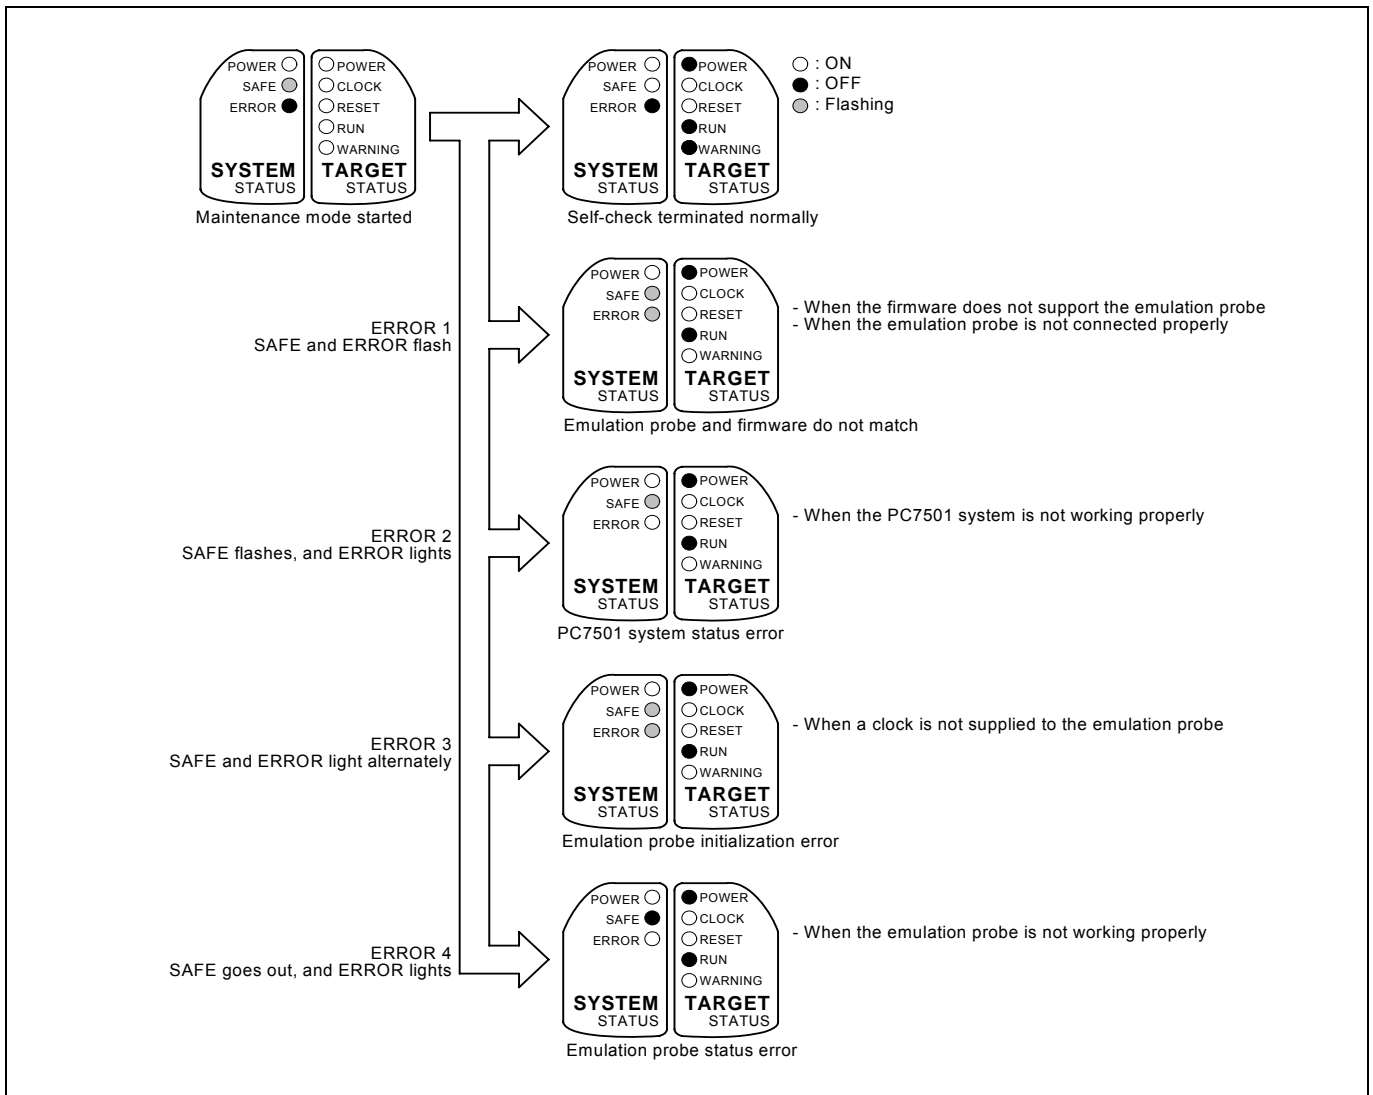 POWER
SAFE
ERROR
SYSTEM
STATUS
POWER
CLOCK
RESET
RUN
WARNING
TARGET
STATUS
Maintenance mode started
POWER
SAFE
ERROR
SYSTEM
STATUS
POWER
CLOCK
RESET
RUN
WARNING
TARGET
STATUS
Self-check terminated normally
: ON
: OFF
: Flashing
ERROR 1
SAFE and ERROR flash
POWER
SAFE
ERROR
SYSTEM
STATUS
POWER
CLOCK
RESET
RUN
WARNING
TARGET
STATUS
Emulation probe and firmware do not match
- When the firmware does not support the emulation probe
- When the emulation probe is not connected properly
ERROR 2
SAFE flashes, and ERROR lights
POWER
SAFE
ERROR
SYSTEM
STATUS
POWER
CLOCK
RESET
RUN
WARNING
TARGET
STATUS
PC7501 system status error
- When the PC7501 system is not working properly
ERROR 3
SAFE and ERROR light alternately
POWER
SAFE
ERROR
SYSTEM
STATUS
POWER
CLOCK
RESET
RUN
WARNING
TARGET
STATUS
Emulation probe initialization error
- When a clock is not supplied to the emulation probe
ERROR 4
SAFE goes out, and ERROR lights
POWER
SAFE
ERROR
SYSTEM
STATUS
POWER
CLOCK
RESET
RUN
WARNING
TARGET
STATUS
Emulation probe status error
- When the emulation probe is not working properly